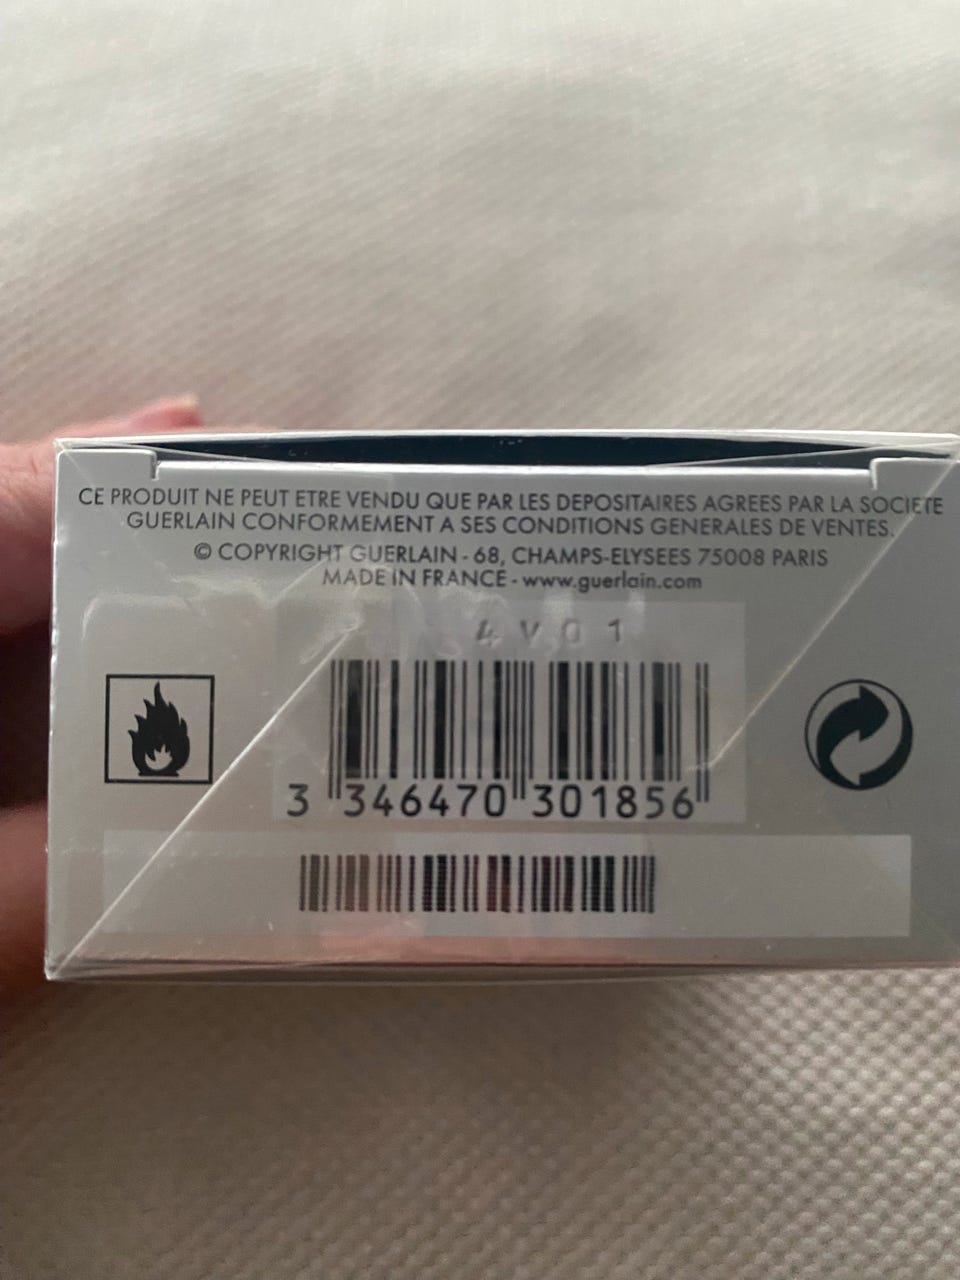 CE PRODUIT NE PEUT ETRE VENDU QUE PAR LES DEPOSITAIRES AGREES PAR LA SOCIETE
GUERLAIN CONFORMEMENT A SES CONDITIONS GENERALES DE VENTES.
© COPYRIGHT GUERLAIN - 68, CHAMPS-ELYSEES 75008 PARIS
MADE IN FRANCE - www.guerlain.com
4V01
3 346470 301856